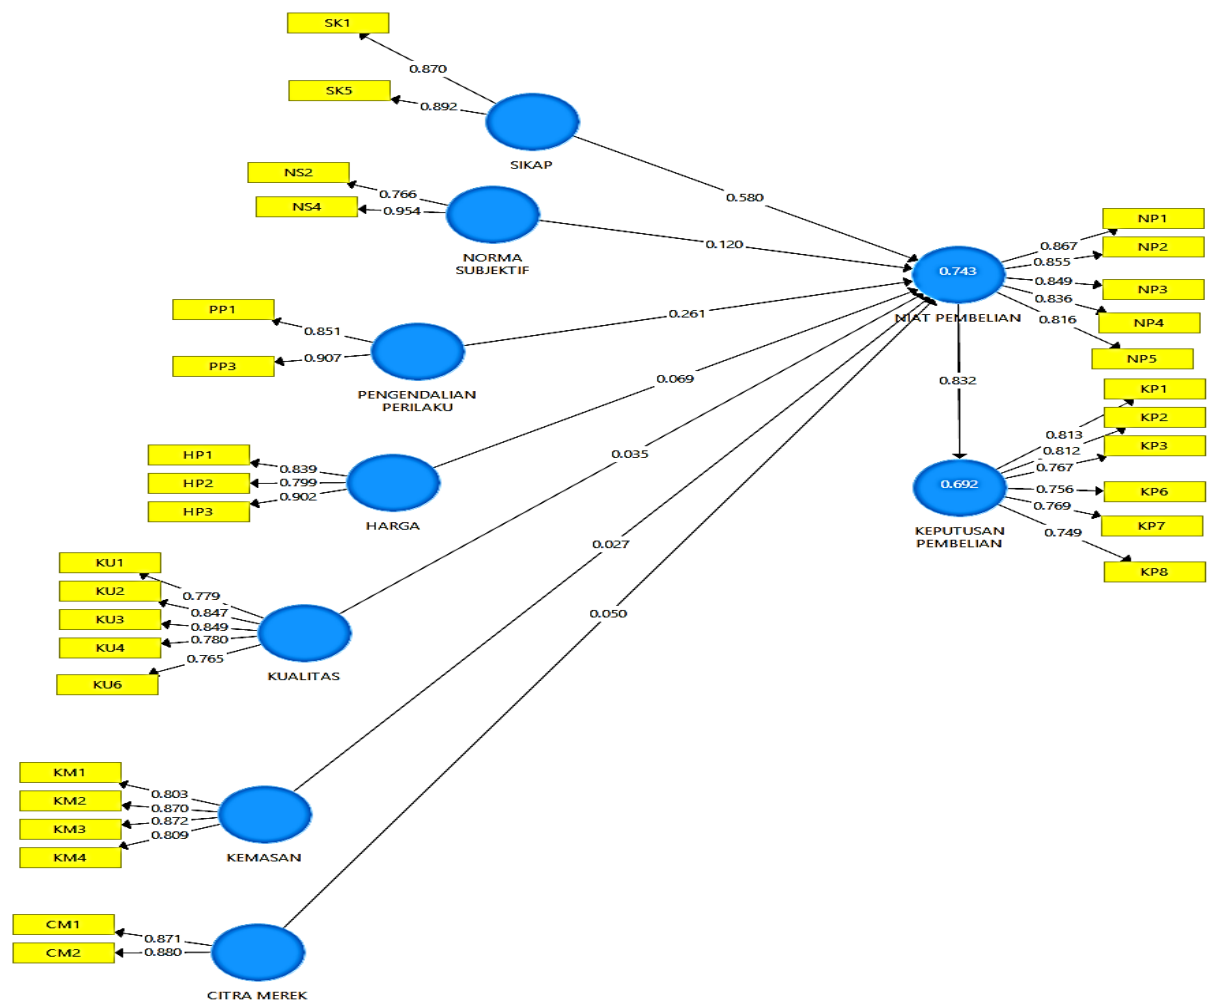 SK1
0.870
SK5
0.892
SIKAP
0.580
NS2
0.766
NS4
0.954
NORMA
SUBJEKTIF
0.120
PP1
0.851
PP3
0.907
PENGENDALIAN
PERILAKU
0.261
HP1
0.839
HP2
0.799
HP3
0.902
HARGA
0.069
KU1
0.779
KU2
0.847
KU3
0.849
KU4
0.780
KU6
0.765
KUALITAS
0.035
KM1
0.803
KM2
0.870
KM3
0.872
KM4
0.809
KEMASAN
0.027
CM1
0.871
CM2
0.880
CITRA MEREK
0.050
0.743
NIAT PEMBELIAN
NP1
0.867
NP2
0.855
NP3
0.849
NP4
0.836
NP5
0.816
0.832
0.692
KEPUTUSAN
PEMBELIAN
KP1
0.813
KP2
0.812
KP3
0.767
KP6
0.756
KP7
0.769
KP8
0.749